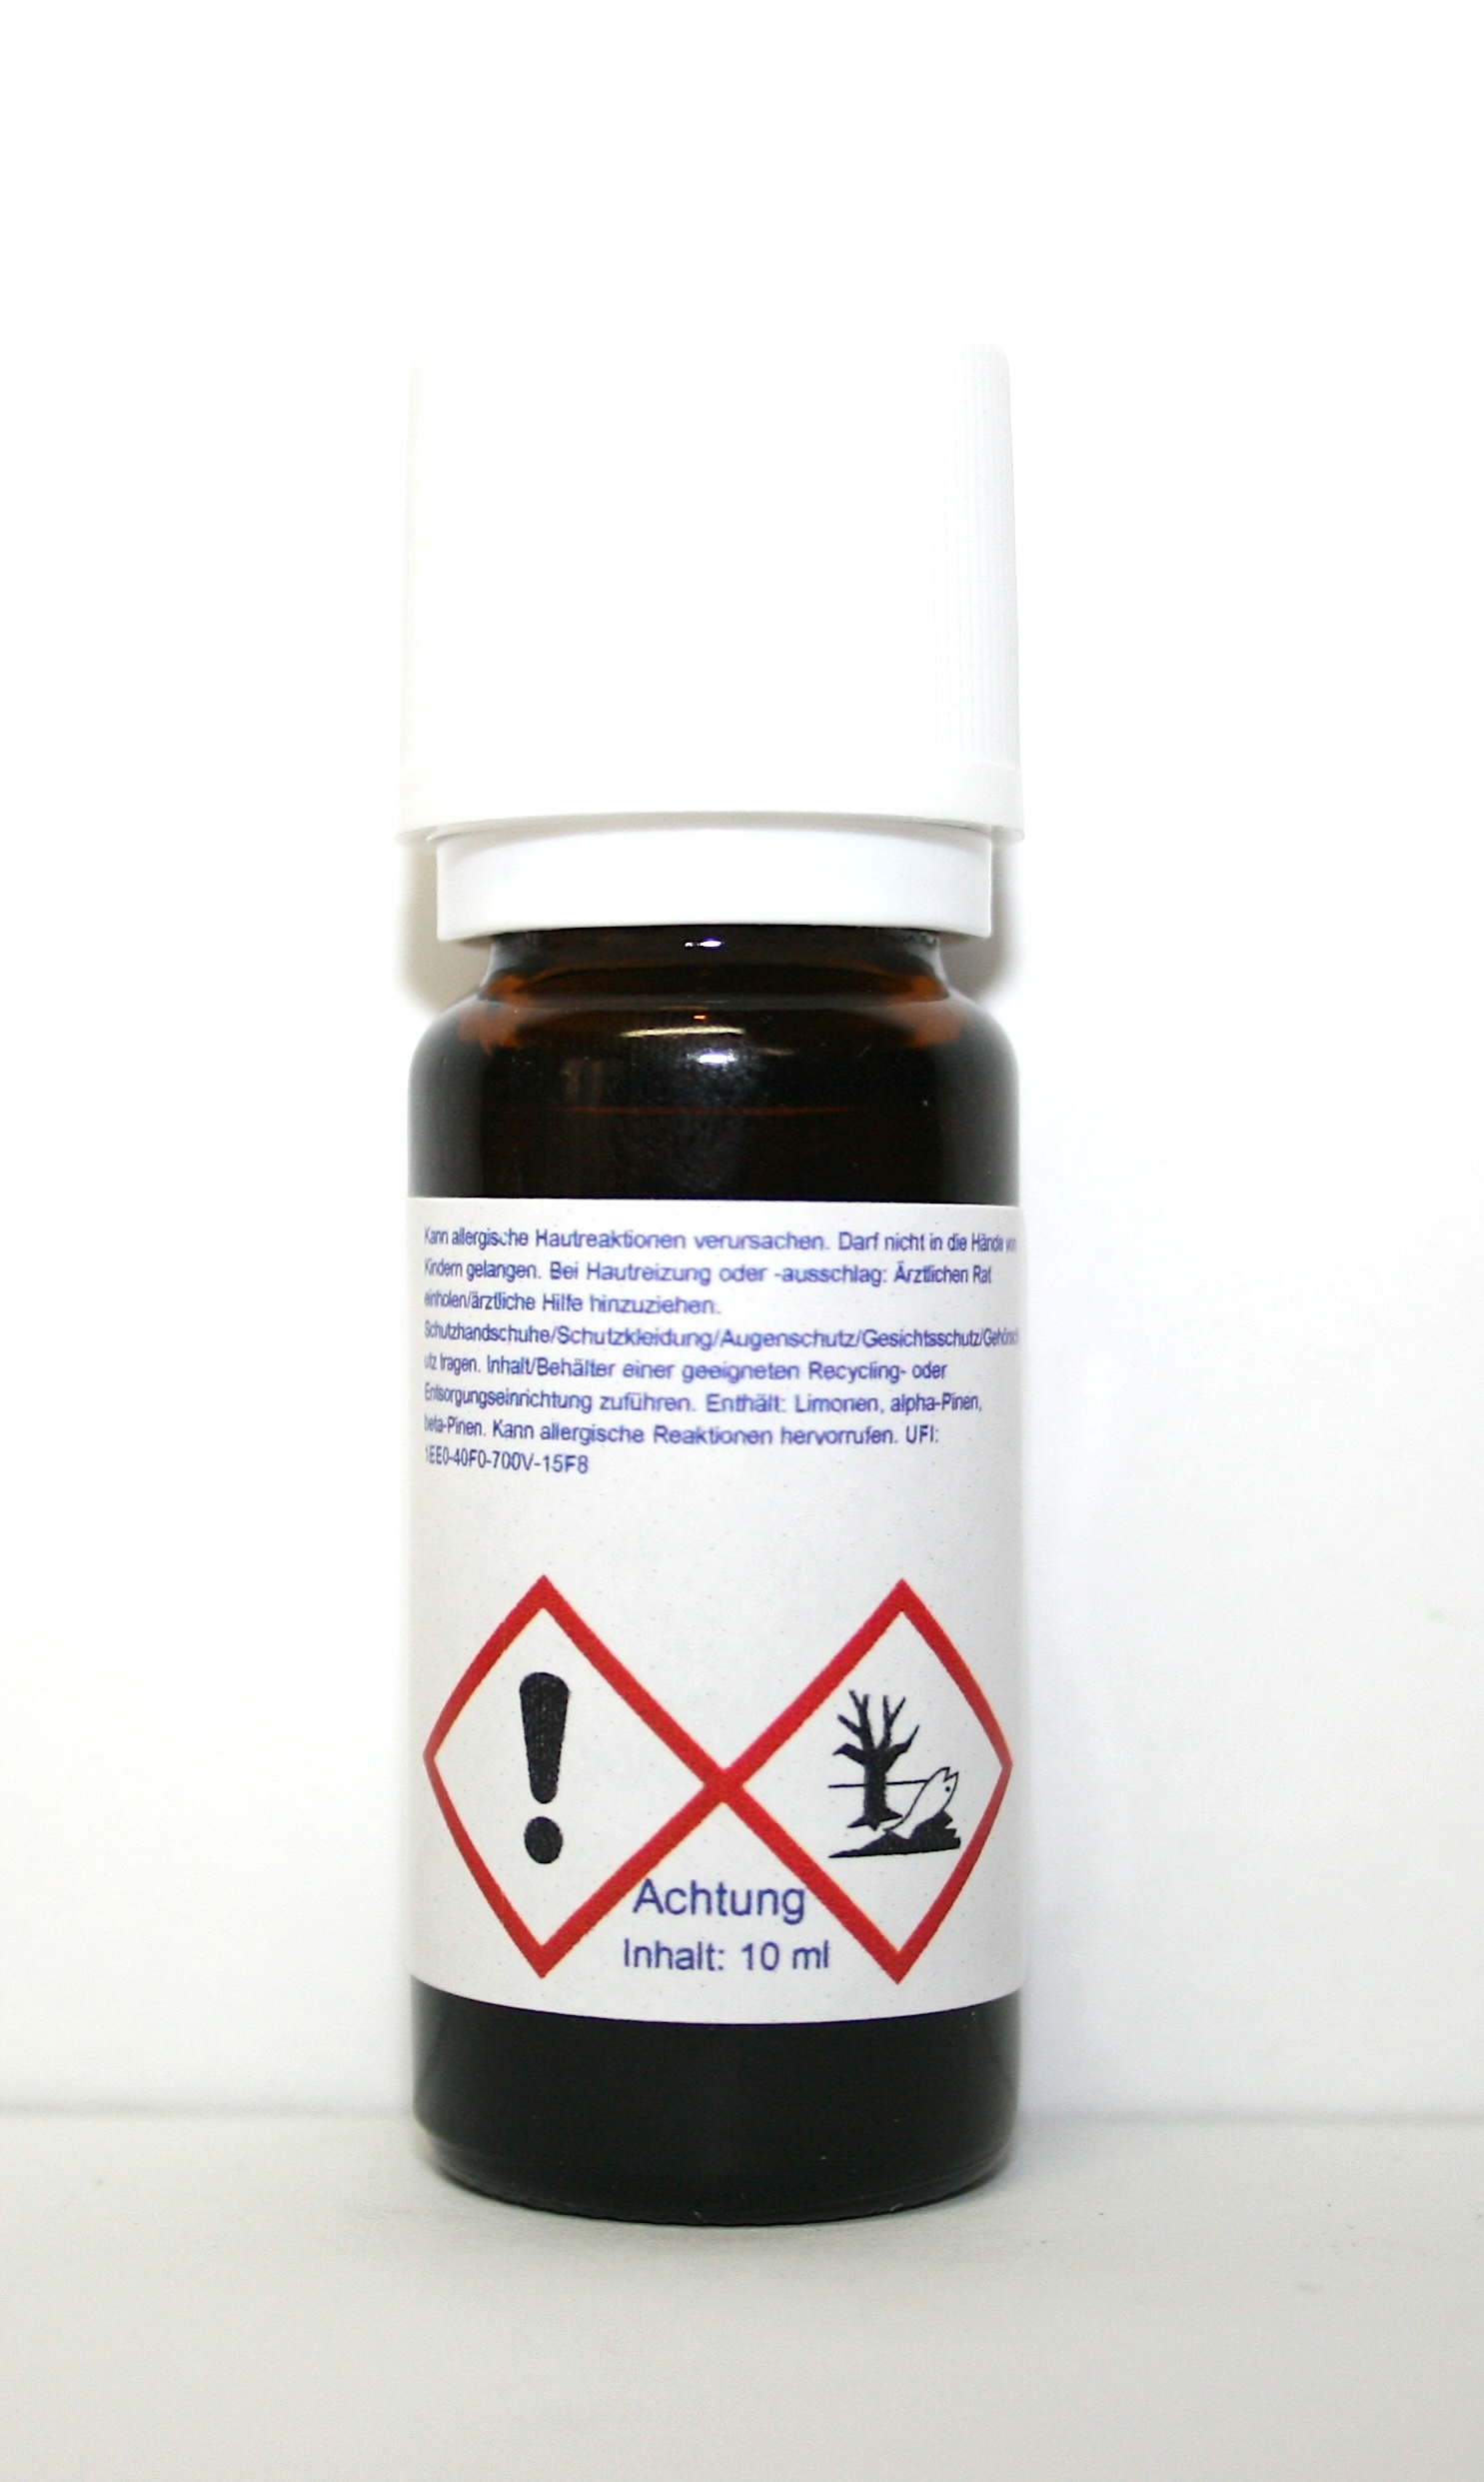 Kann allergische Hautreaktionen verursachen. Darf nicht in die Hände von
Kindern gelangen. Bei Hautreizung oder -ausschlag: Ärztlichen Rat
einholen/ärztliche Hilfe hinzuziehen.
Schutzhandschuhe/Schutzkleidung/Augenschutz/Gesichtsschutz/Gehörsch
utz tragen. Inhalt/Behälter einer geeigneten Recycling- oder
Entsorgungseinrichtung zuführen. Enthält: Limonen, alpha-Pinen,
beta-Pinen. Kann allergische Reaktionen hervorrufen. UFI:
1EE0-40F0-700V-15F8
Achtung
Inhalt: 10 ml